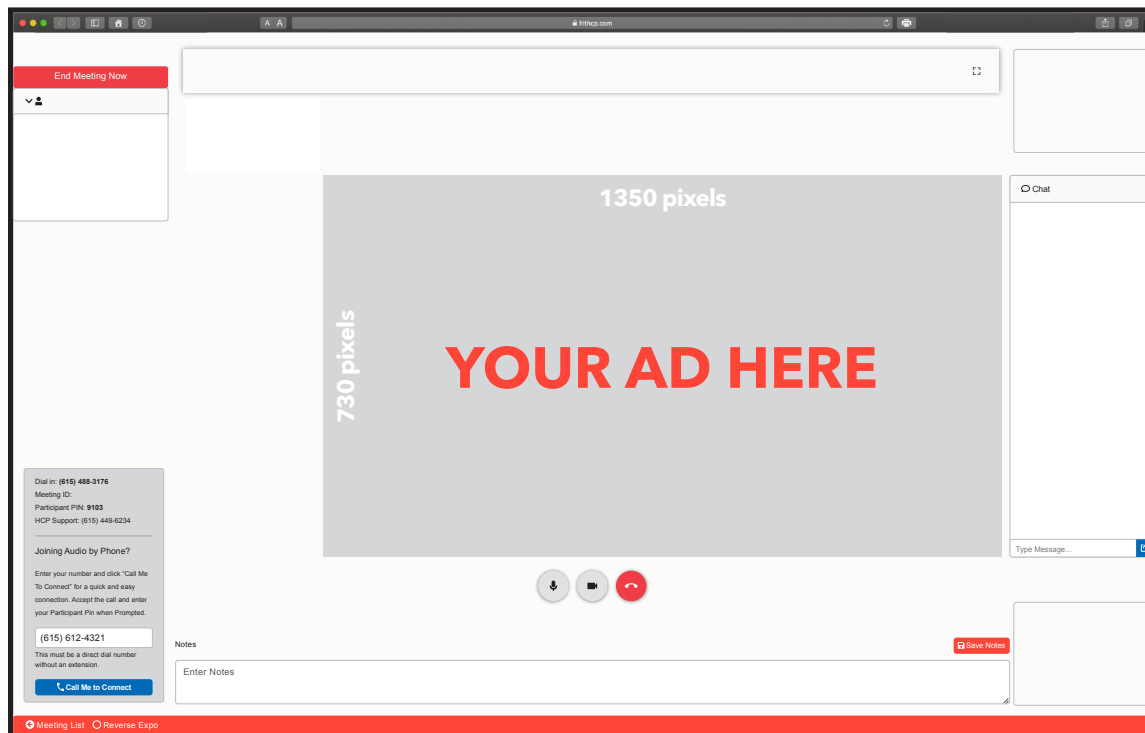 A A
hithcp.com
End Meeting Now
1350 pixels
730 pixels
YOUR AD HERE
Chat
Type Message...
Dial in: (615) 488-3176
Meeting ID:
Participant PIN: 9103
HCP Support: (615) 449-6234
Joining Audio by Phone?
Enter your number and click "Call Me
To Connect" for a quick and easy
connection. Accept the call and enter
your Participant Pin when Prompted.
(615) 612-4321
This must be a direct dial number
without an extension.
Call Me to Connect
Notes
Save Notes
Enter Notes
Meeting List
Reverse Expo